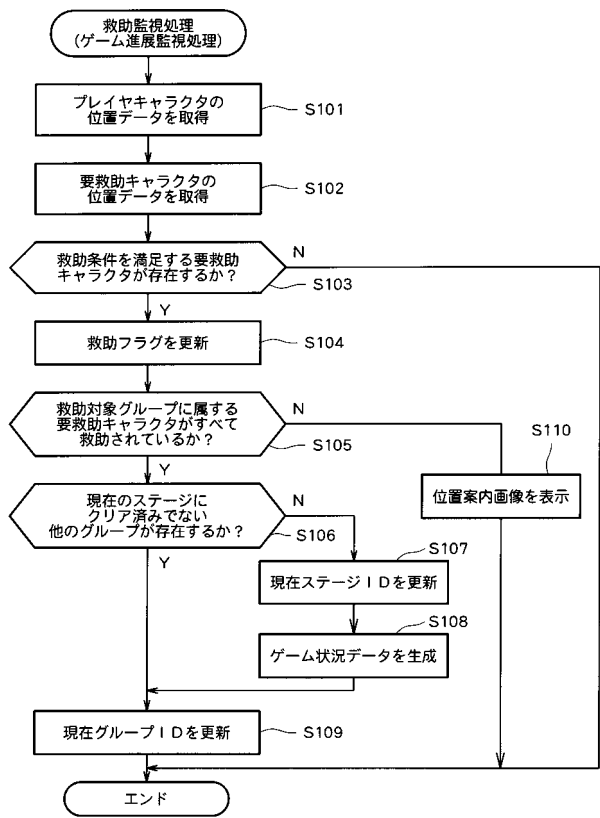 救助監視処理
(ゲーム進展監視処理)
プレイヤキャラクタの
位置データを取得
S101
要救助キャラクタの
位置データを取得
S102
救助条件を満足する要救助
キャラクタが存在するか?
N
S103
Y
救助フラグを更新
S104
救助対象グループに属する
要救助キャラクタがすべて
救助されているか?
N
S105
Y
S110
位置案内画像を表示
現在のステージに
クリア済みでない
他のグループが存在するか?
N
S106
Y
S107
現在ステージIDを更新
S108
ゲーム状況データを生成
現在グループIDを更新
S109
エンド